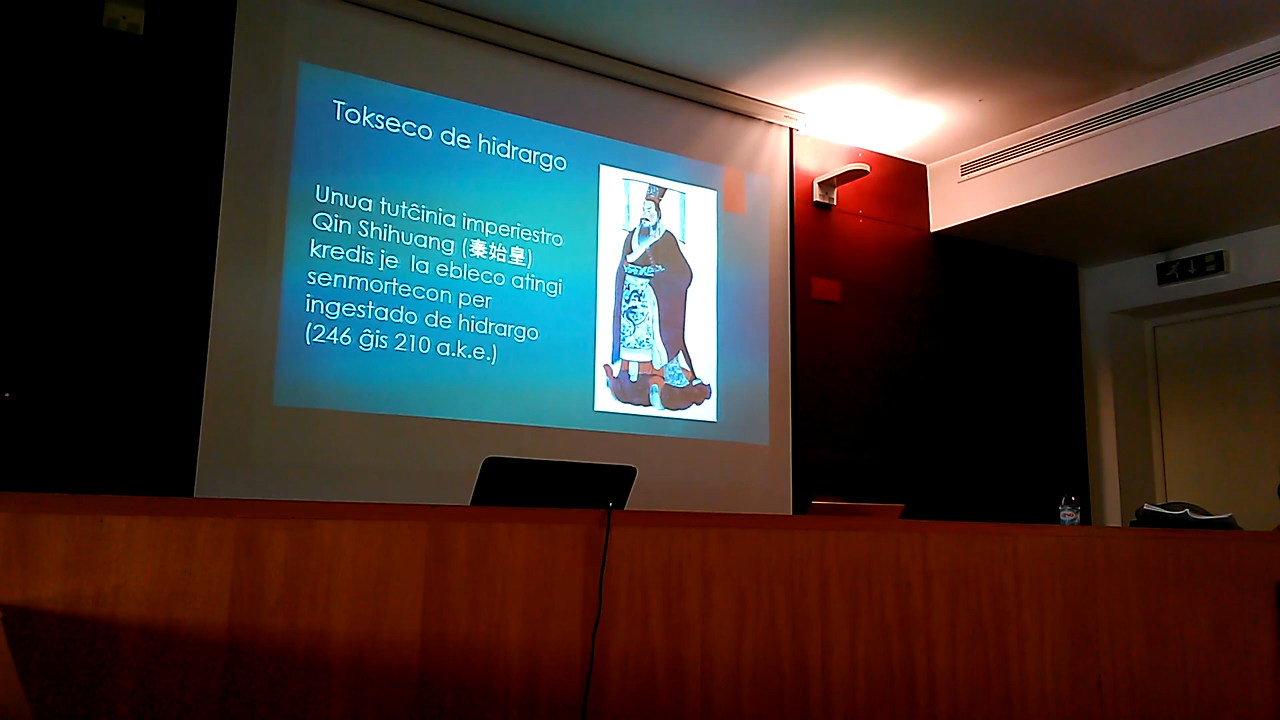 Tokseco de hidrargo
Unua tutĉinia imperiestro
Qin Shihuang (秦始皇)
kredis je la ebleco atingi
senmortecon per
ingestado de hidrargo
(246 ĝis 210 a.k.e.)